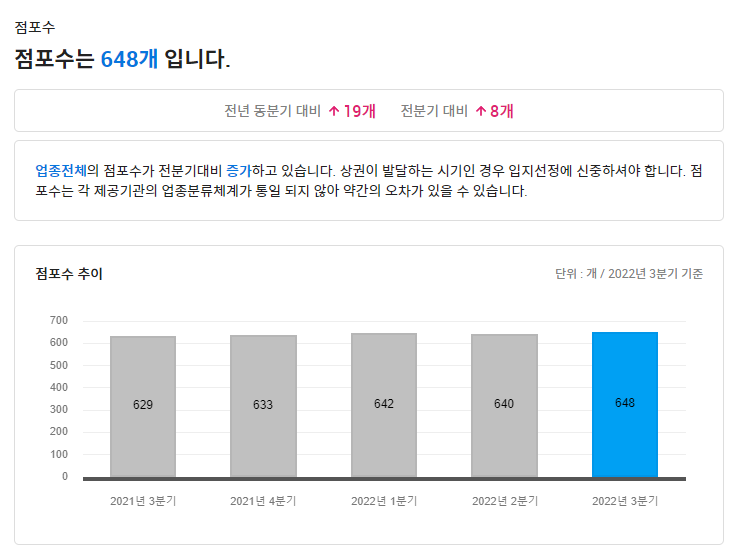 점포수
점포수는 648개 입니다.
전년 동분기 대비 ↑ 19개 전분기 대비 ↑ 8개
업종전체의 점포수가 전분기대비 증가하고 있습니다. 상권이 발달하는 시기인 경우 입지선정에 신중하셔야 합니다. 점
포수는 각 제공기관의 업종분류체계가 통일 되지 않아 약간의 오차가 있을 수 있습니다.
점포수 추이 단위 : 개 / 2022년 3분기 기준
700
600
500
400
300
200
100
0
629 633 642 640 648
2021년 3분기 2021년 4분기 2022년 1분기 2022년 2분기 2022년 3분기